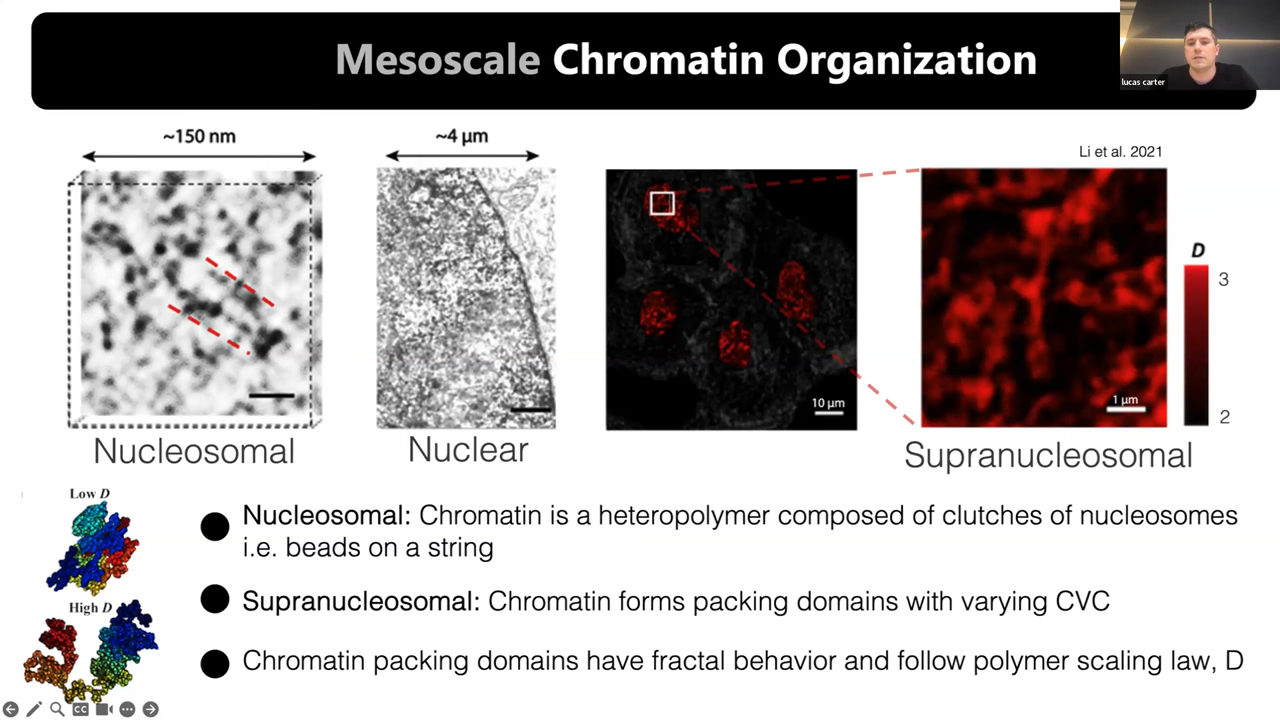 Mesoscale Chromatin Organization
lucas carter
~150 nm
~4 µm
Li et al. 2021
D
3
2
10 µm
1 µm
Nucleosomal
Nuclear
Supranucleosomal
Low D
High D
Nucleosomal: Chromatin is a heteropolymer composed of clutches of nucleosomes
i.e. beads on a string
Supranucleosomal: Chromatin forms packing domains with varying CVC
Chromatin packing domains have fractal behavior and follow polymer scaling law, D
CC